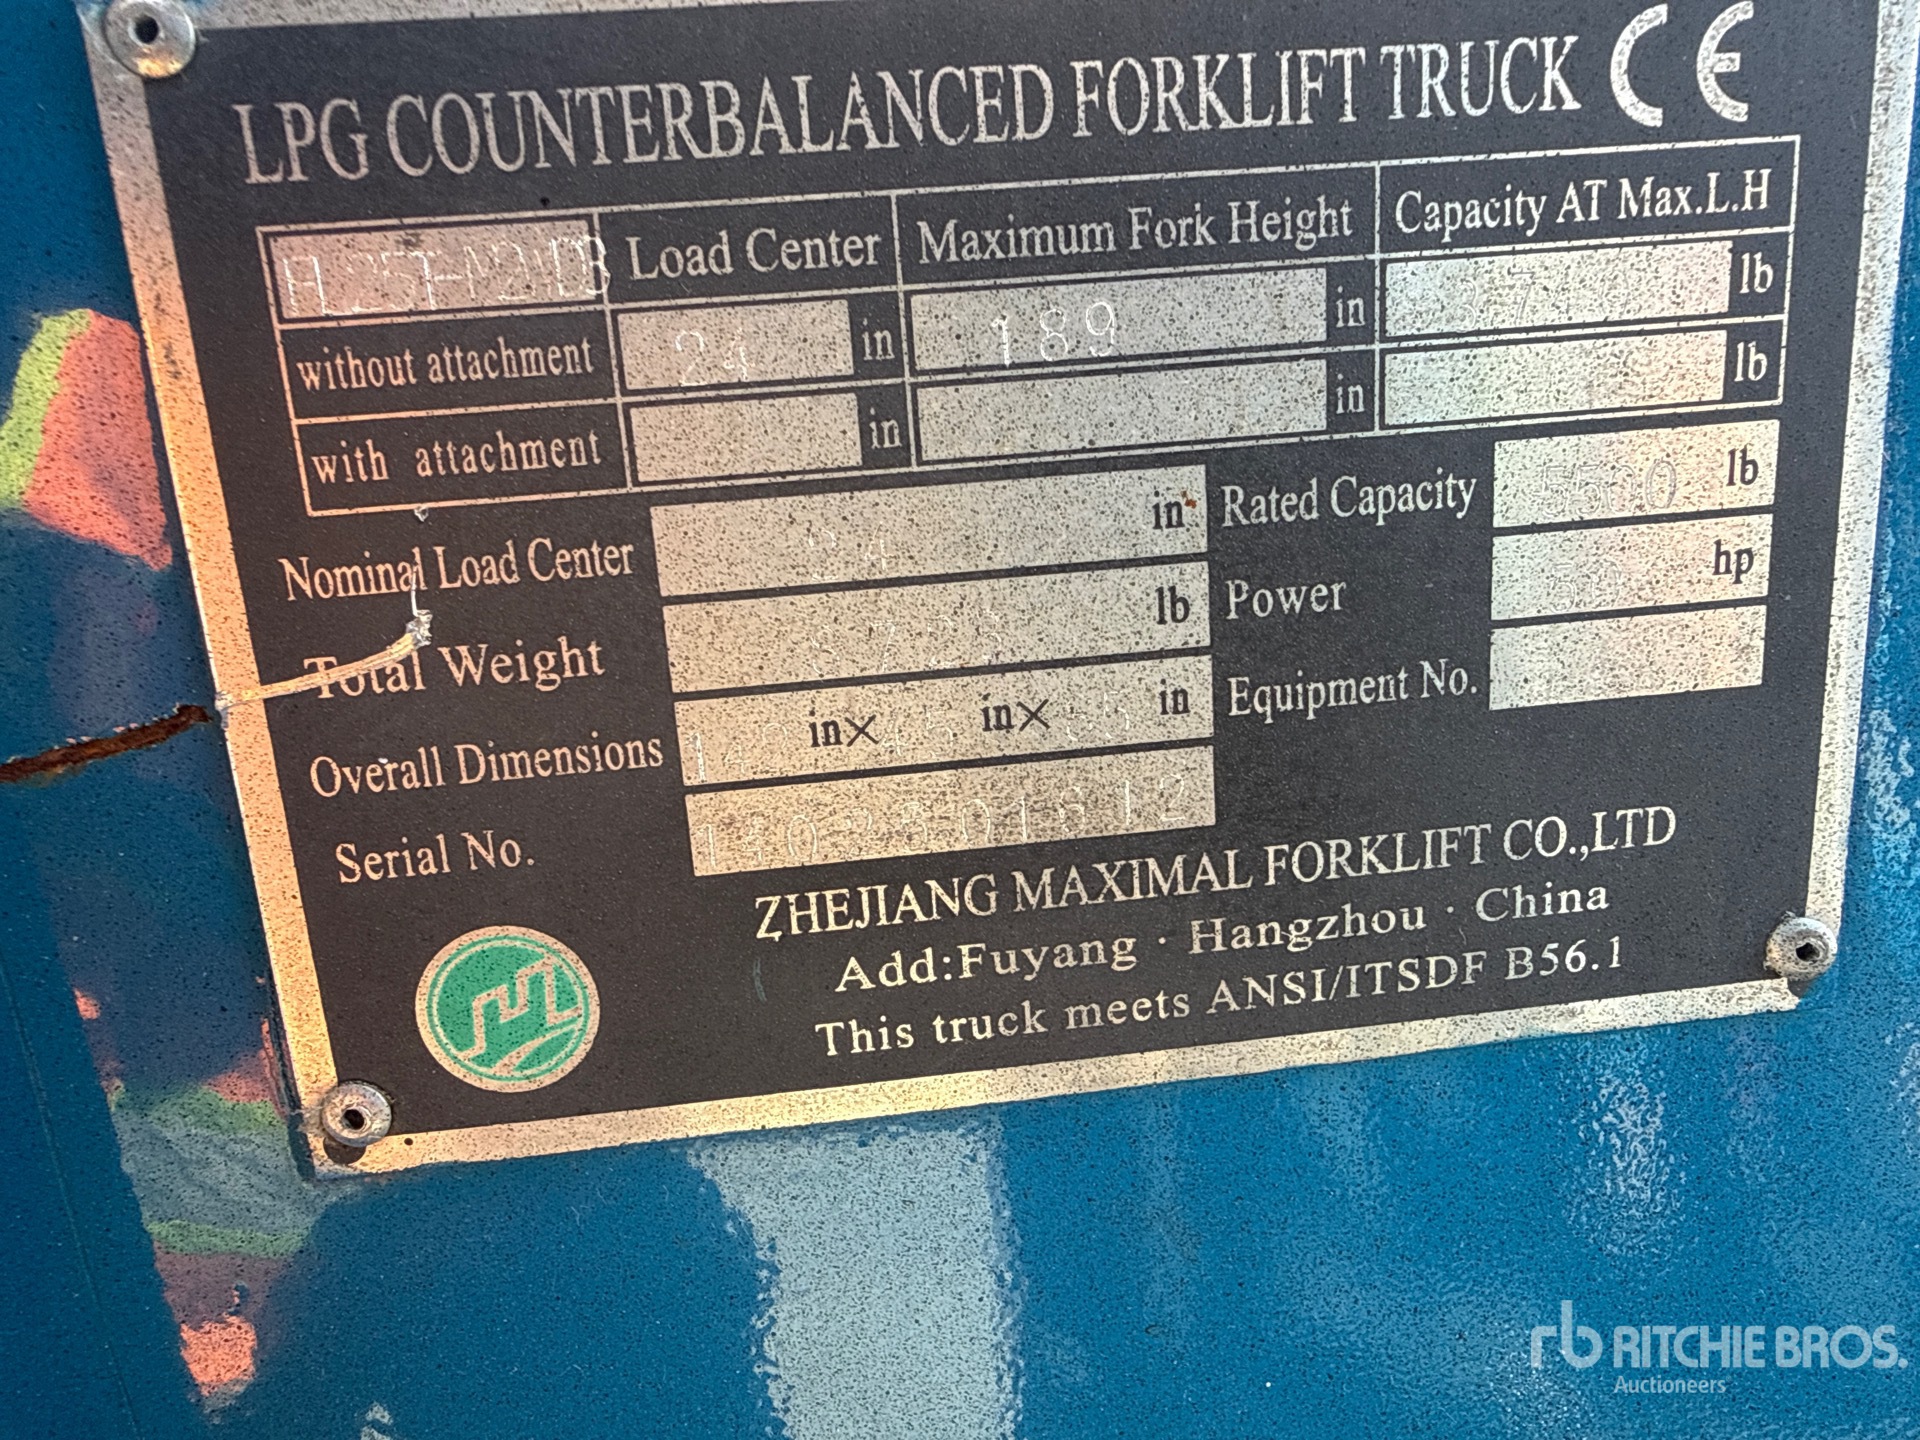 LPG COUNTERBALANCED FORKLIFT TRUCK CE
Load Center Maximum Fork Height Capacity AT Max.L.H
without attachment 24 in 189 in lb
with attachment in in lb
Nominal Load Center 24 in Rated Capacity 5500 lb
Total Weight lb Power hp
Overall Dimensions in× in× in Equipment No.
Serial No.
ZHEJIANG MAXIMAL FORKLIFT CO.,LTD
Add:Fuyang · Hangzhou · China
This truck meets ANSI/ITSDF B56.1
rb RITCHIE BROS.
Auctioneers